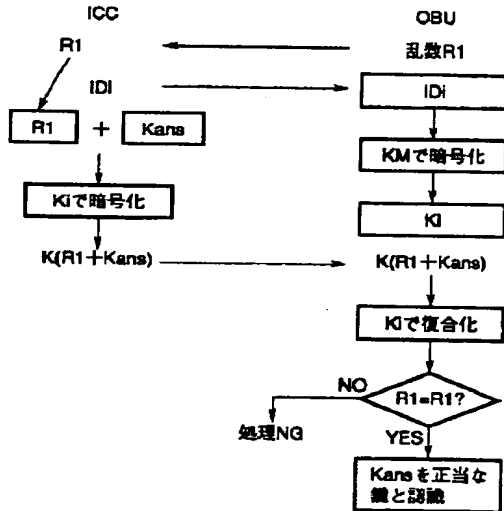 ICC
OBU
R1
乱数R1
IDi
IDi
R1 + Kans
KMで暗号化
Kiで暗号化
Ki
K(R1+Kans)
K(R1+Kans)
Kiで復合化
NO
R1=R1?
処理NG
YES
Kansを正当な
鍵と認識